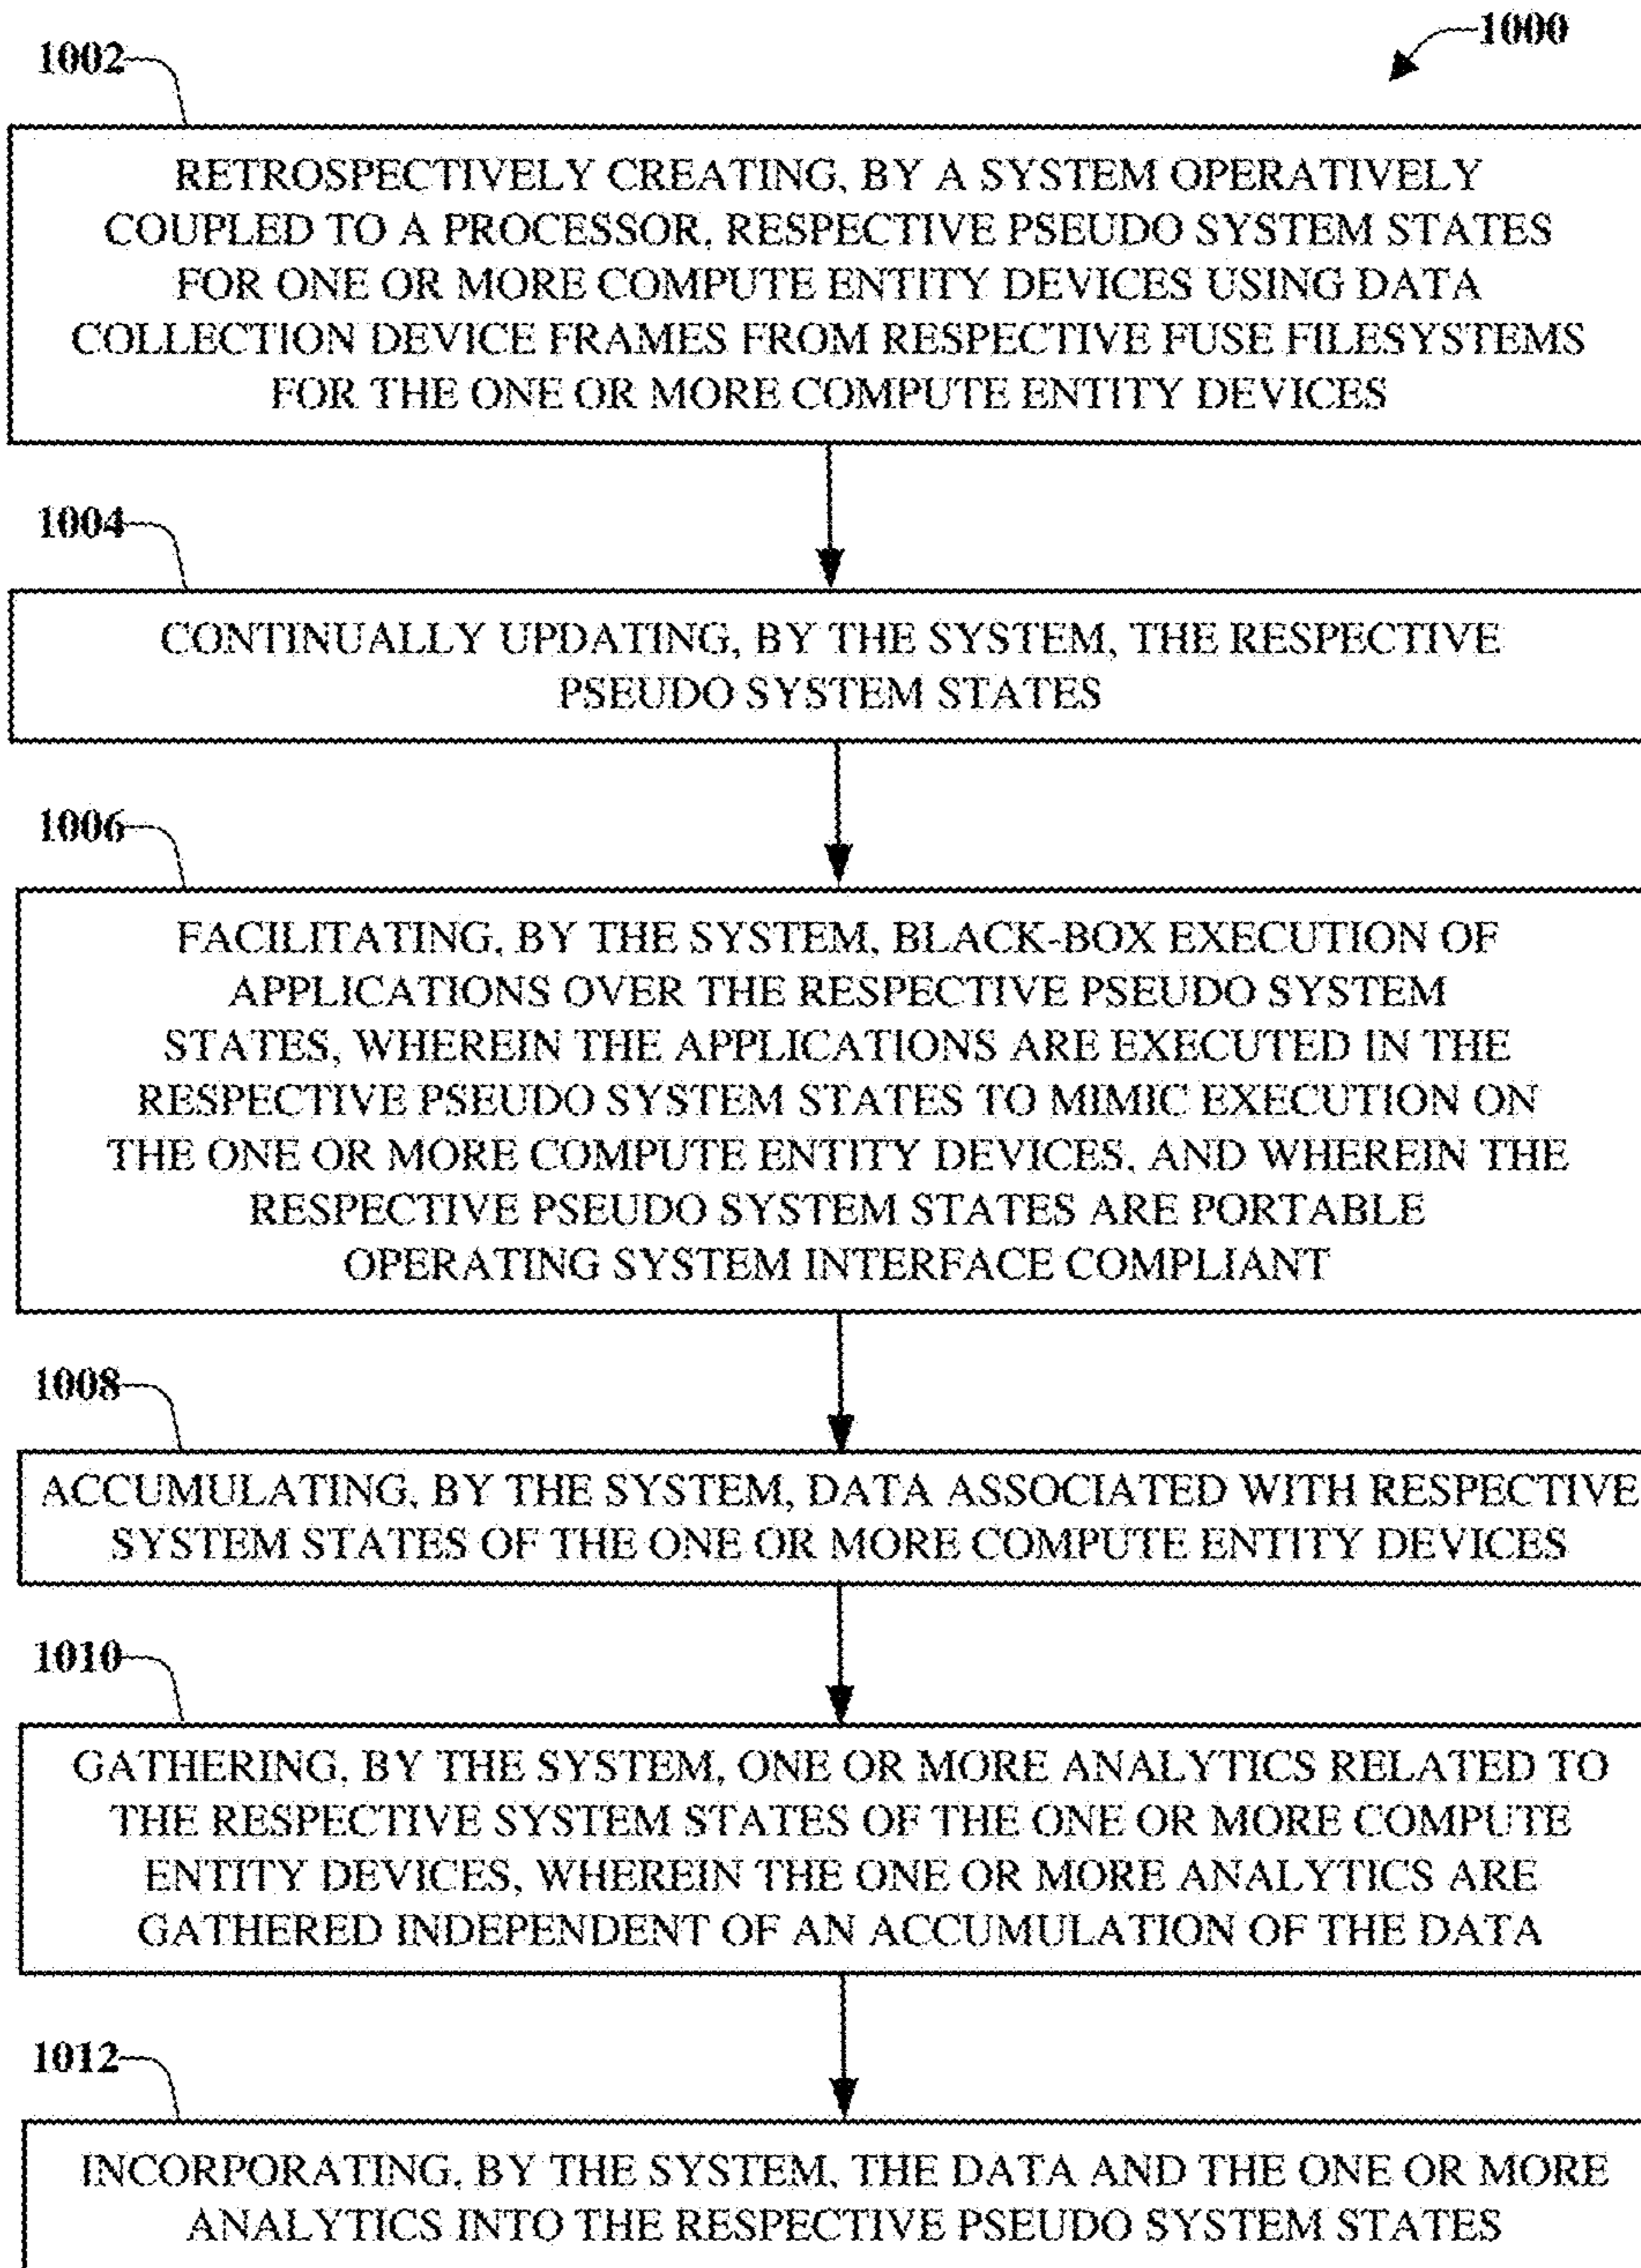 1000
1002
RETROSPECTIVELY CREATING, BY A SYSTEM OPERATIVELY
COUPLED TO A PROCESSOR, RESPECTIVE PSEUDO SYSTEM STATES
FOR ONE OR MORE COMPUTE ENTITY DEVICES USING DATA
COLLECTION DEVICE FRAMES FROM RESPECTIVE FUSE FILESYSTEMS
FOR THE ONE OR MORE COMPUTE ENTITY DEVICES
1004
CONTINUALLY UPDATING, BY THE SYSTEM, THE RESPECTIVE
PSEUDO SYSTEM STATES
1006
FACILITATING, BY THE SYSTEM, BLACK-BOX EXECUTION OF
APPLICATIONS OVER THE RESPECTIVE PSEUDO SYSTEM
STATES, WHEREIN THE APPLICATIONS ARE EXECUTED IN THE
RESPECTIVE PSEUDO SYSTEM STATES TO MIMIC EXECUTION ON
THE ONE OR MORE COMPUTE ENTITY DEVICES, AND WHEREIN THE
RESPECTIVE PSEUDO SYSTEM STATES ARE PORTABLE
OPERATING SYSTEM INTERFACE COMPLIANT
1008
ACCUMULATING, BY THE SYSTEM, DATA ASSOCIATED WITH RESPECTIVE
SYSTEM STATES OF THE ONE OR MORE COMPUTE ENTITY DEVICES
1010
GATHERING, BY THE SYSTEM, ONE OR MORE ANALYTICS RELATED TO
THE RESPECTIVE SYSTEM STATES OF THE ONE OR MORE COMPUTE
ENTITY DEVICES, WHEREIN THE ONE OR MORE ANALYTICS ARE
GATHERED INDEPENDENT OF AN ACCUMULATION OF THE DATA
1012
INCORPORATING, BY THE SYSTEM, THE DATA AND THE ONE OR MORE
ANALYTICS INTO THE RESPECTIVE PSEUDO SYSTEM STATES